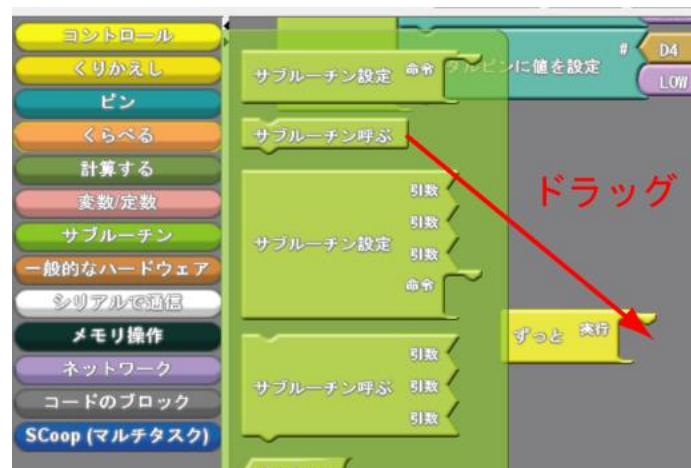 コントロール
くりかえし
ピン
くらべる
計算する
変数/定数
サブルーチン
一般的なハードウェア
シリアルで通信
メモリ操作
ネットワーク
コードのブロック
SCoop (マルチタスク)
サブルーチン設定 命令
サブルーチン呼ぶ
引数
引数
サブルーチン設定 引数
命令
引数
サブルーチン呼ぶ 引数
引数
タルピンに値を設定 # D4
LOW
ドラッグ
ずっと 実行